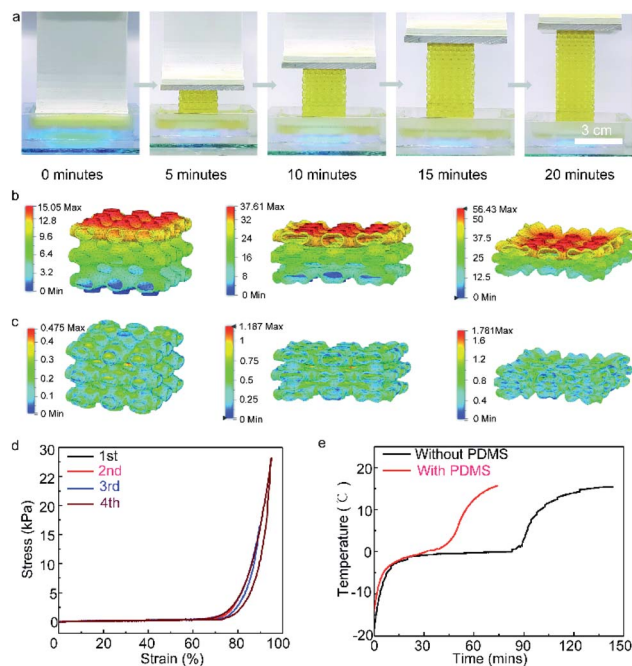 a
3 cm
0 minutes 5 minutes 10 minutes 15 minutes 20 minutes
b
15.05 Max
12.8
9.6
6.4
3.2
0 Min
37.61 Max
32
24
16
8
0 Min
56.43 Max
50
37.5
25
12.5
0 Min
c
0.475 Max
0.4
0.3
0.2
0.1
0 Min
1.187 Max
1
0.75
0.5
0.25
0 Min
1.781Max
1.6
1.2
0.8
0.4
0 Min
d
1st
2nd
3rd
4th
Stress (kPa)
30
22
15
8
0
0 20 40 60 80 100
Strain (%)
e
Without PDMS
With PDMS
Temperature (℃)
20
10
0
-10
-20
0 30 60 90 120 150
Time (mins)